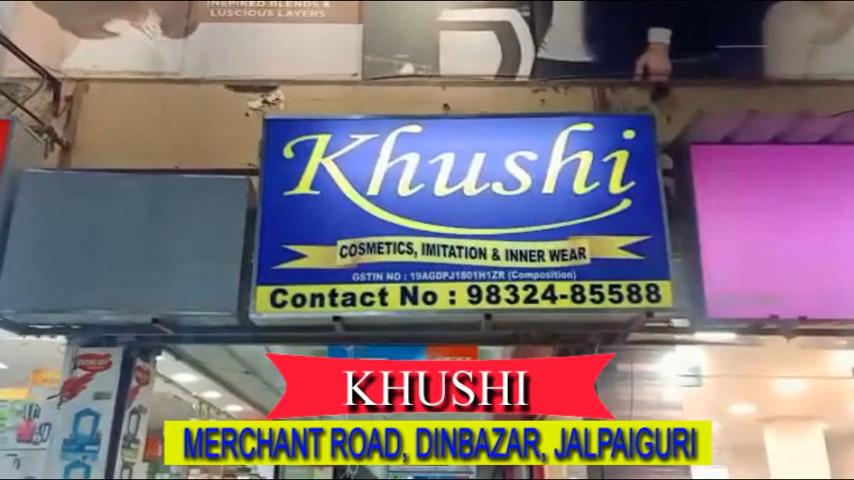 INSPIRED BLENDS &
LUSCIOUS LAYERS
Khushi
COSMETICS, IMITATION & INNER WEAR
GSTIN NO : 19AGDPJ1801H1ZR (Composition)
Contact No : 98324-85588
EVEREADY
KHUSHI
MERCHANT ROAD, DINBAZAR, JALPAIGURI